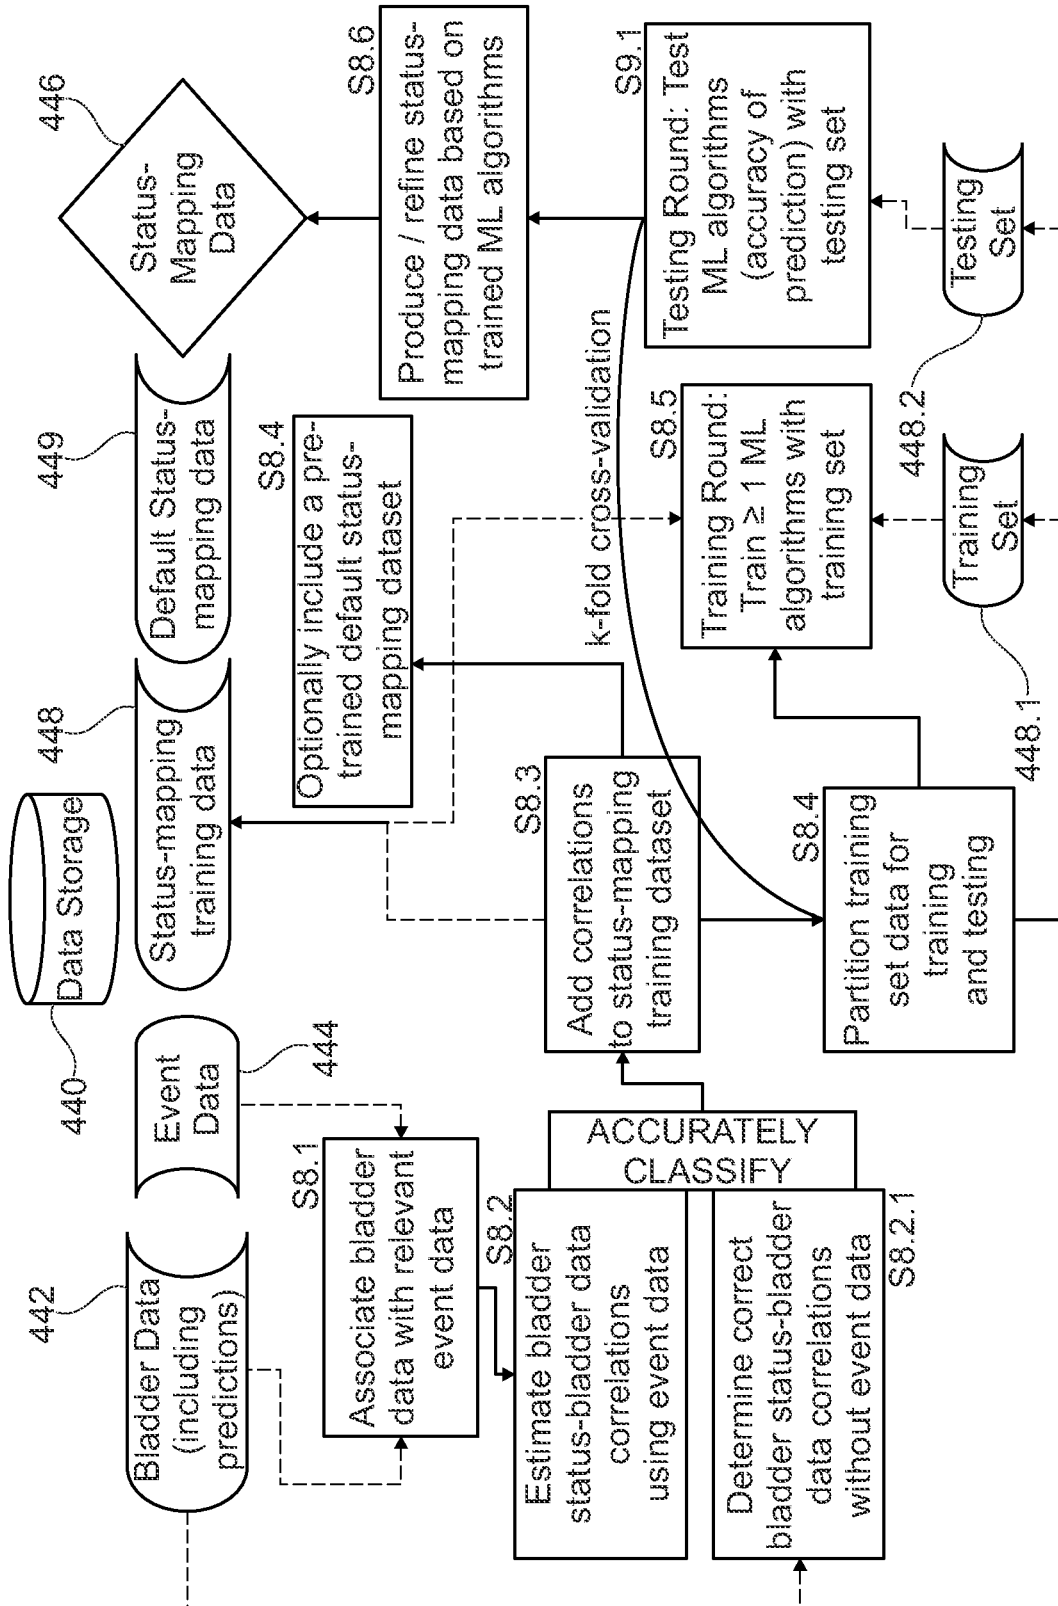 440
Data Storage
442
Bladder Data
(including
predictions)
Event
Data
444
448
Status-mapping
training data
449
Default Status-
mapping data
446
Status-
Mapping
Data
S8.1
Associate bladder
data with relevant
event data
S8.4
Optionally include a pre-
trained default status-
mapping dataset
S8.6
Produce / refine status-
mapping data based on
trained ML algorithms
S8.2
Estimate bladder
status-bladder data
correlations
using event data
ACCURATELY
CLASSIFY
Determine correct
bladder status-bladder
data correlations
without event data
S8.2.1
S8.3
Add correlations
to status-mapping
training dataset
k-fold cross-validation
S8.4
Partition training
set data for
training
and testing
S8.5
Training Round:
Train ≥ 1 ML
algorithms with
training set
S9.1
Testing Round: Test
ML algorithms
(accuracy of
prediction) with
testing set
448.1
Training
Set
448.2
Testing
Set